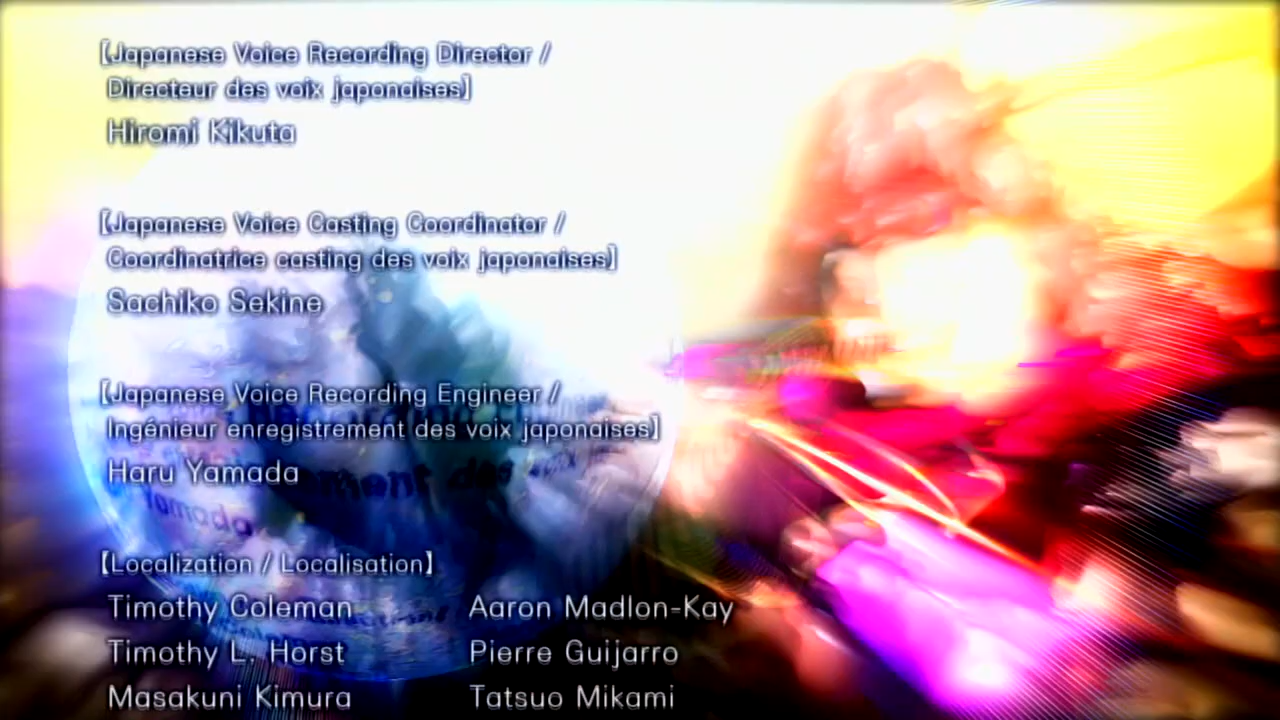 【Japanese Voice Recording Director /
Directeur des voix japonaises】
Hiromi Kikuta
【Japanese Voice Casting Coordinator /
Coordinatrice casting des voix japonaises】
Sachiko Sekine
【Japanese Voice Recording Engineer /
Ingénieur enregistrement des voix japonaises】
Haru Yamada
【Localization / Localisation】
Timothy Coleman Aaron Madlon-Kay
Timothy L. Horst Pierre Guijarro
Masakuni Kimura Tatsuo Mikami